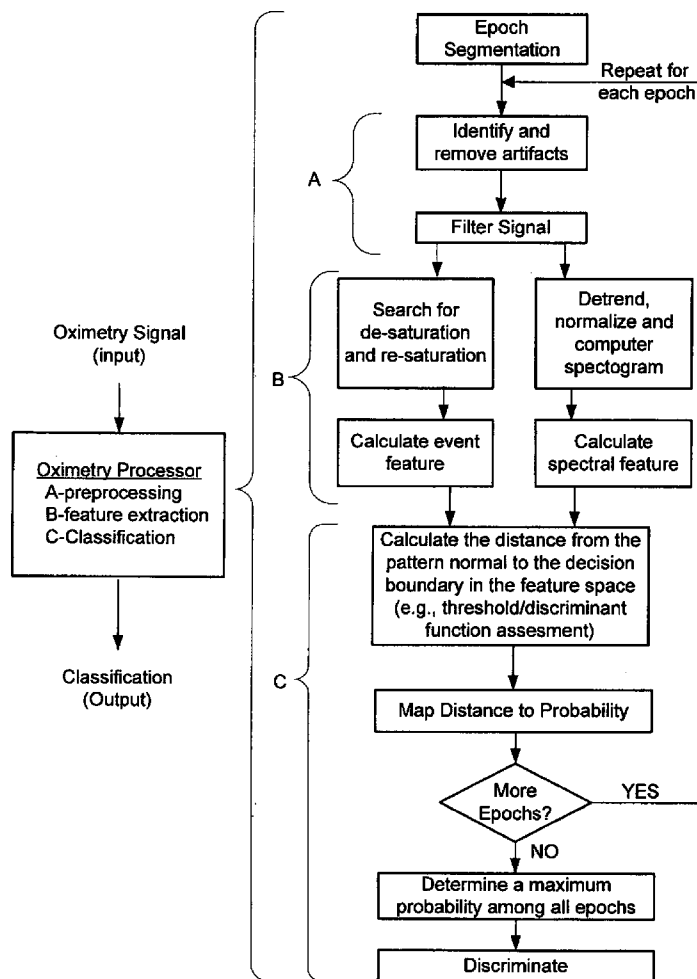 Epoch
Segmentation
Repeat for
each epoch
Identify and
remove artifacts
A
Filter Signal
Search for
de-saturation
and re-saturation
Detrend,
normalize and
computer
spectogram
Oximetry Signal
(input)
B
Calculate event
feature
Calculate
spectral feature
Oximetry Processor
A-preprocessing
B-feature extraction
C-Classification
Calculate the distance from the
pattern normal to the decision
boundary in the feature space
(e.g., threshold/discriminant
function assesment)
Classification
(Output)
C
Map Distance to Probability
More
Epochs?
YES
NO
Determine a maximum
probability among all epochs
Discriminate